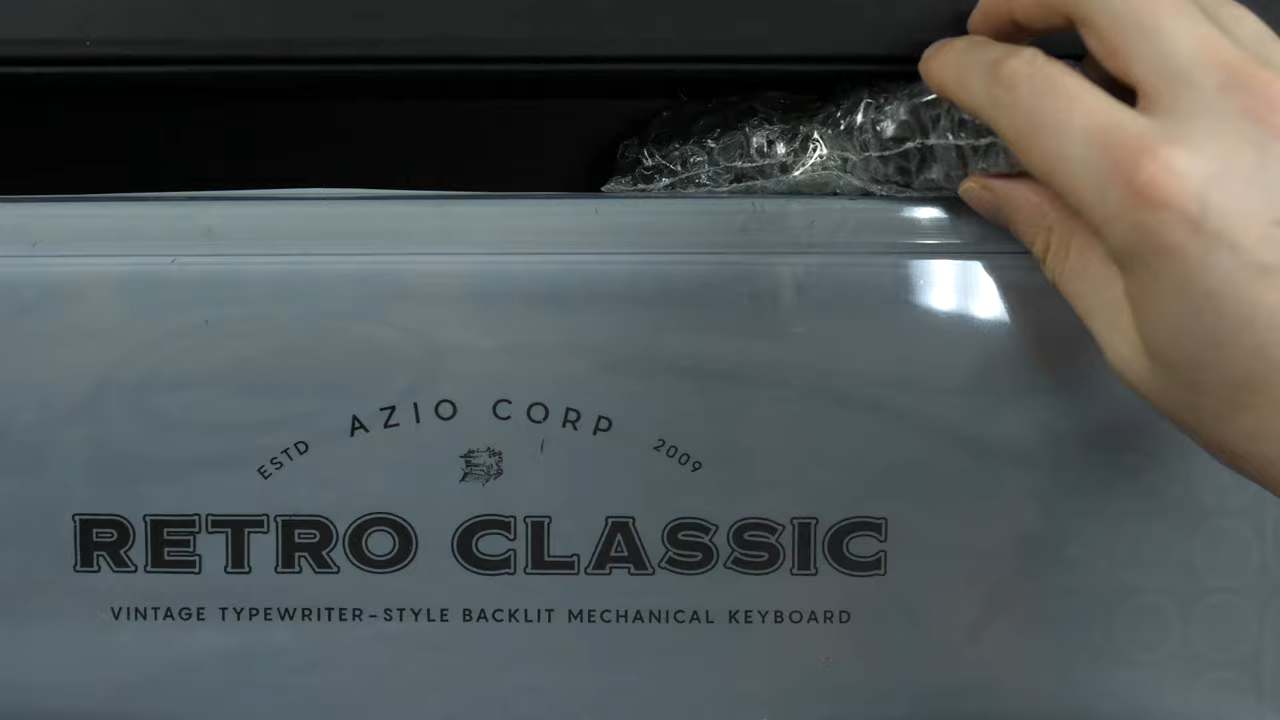 AZIO CORP
ESTD 2009
RETRO CLASSIC
VINTAGE TYPEWRITER-STYLE BACKLIT MECHANICAL KEYBOARD